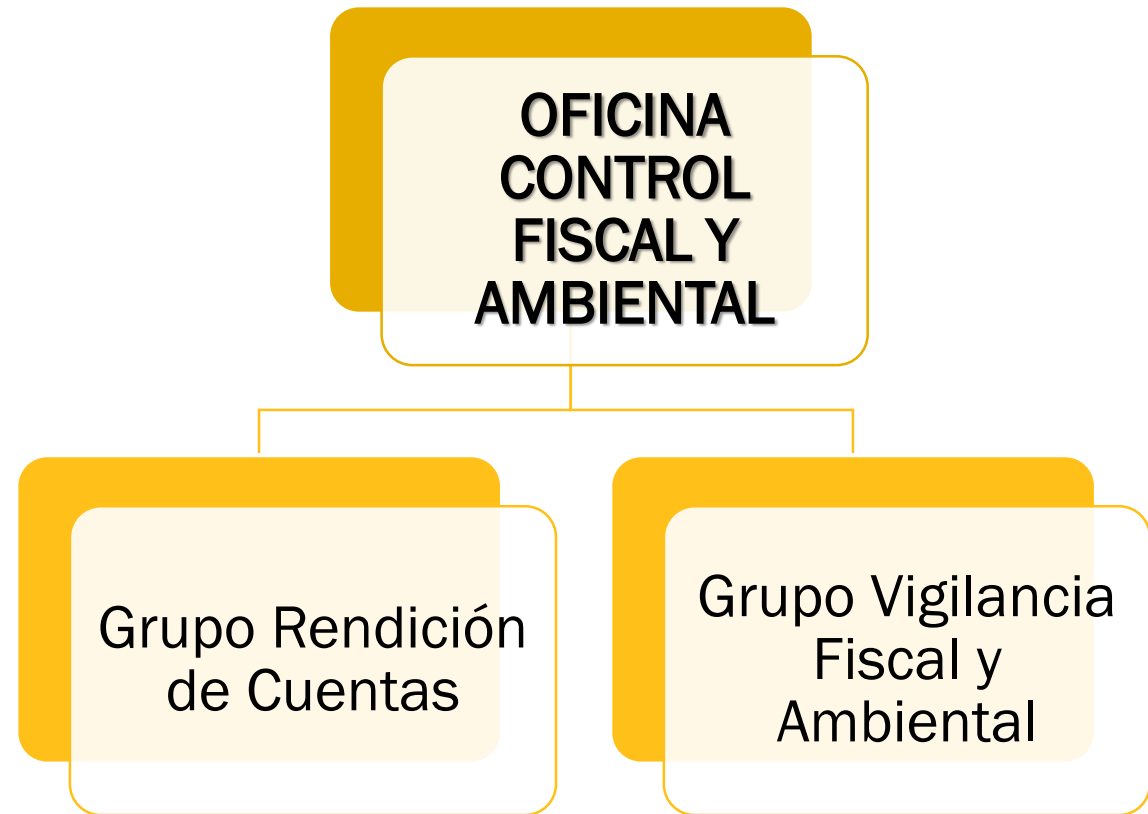 OFICINA
CONTROL
FISCAL Y
AMBIENTAL
Grupo Rendición
de Cuentas
Grupo Vigilancia
Fiscal y
Ambiental